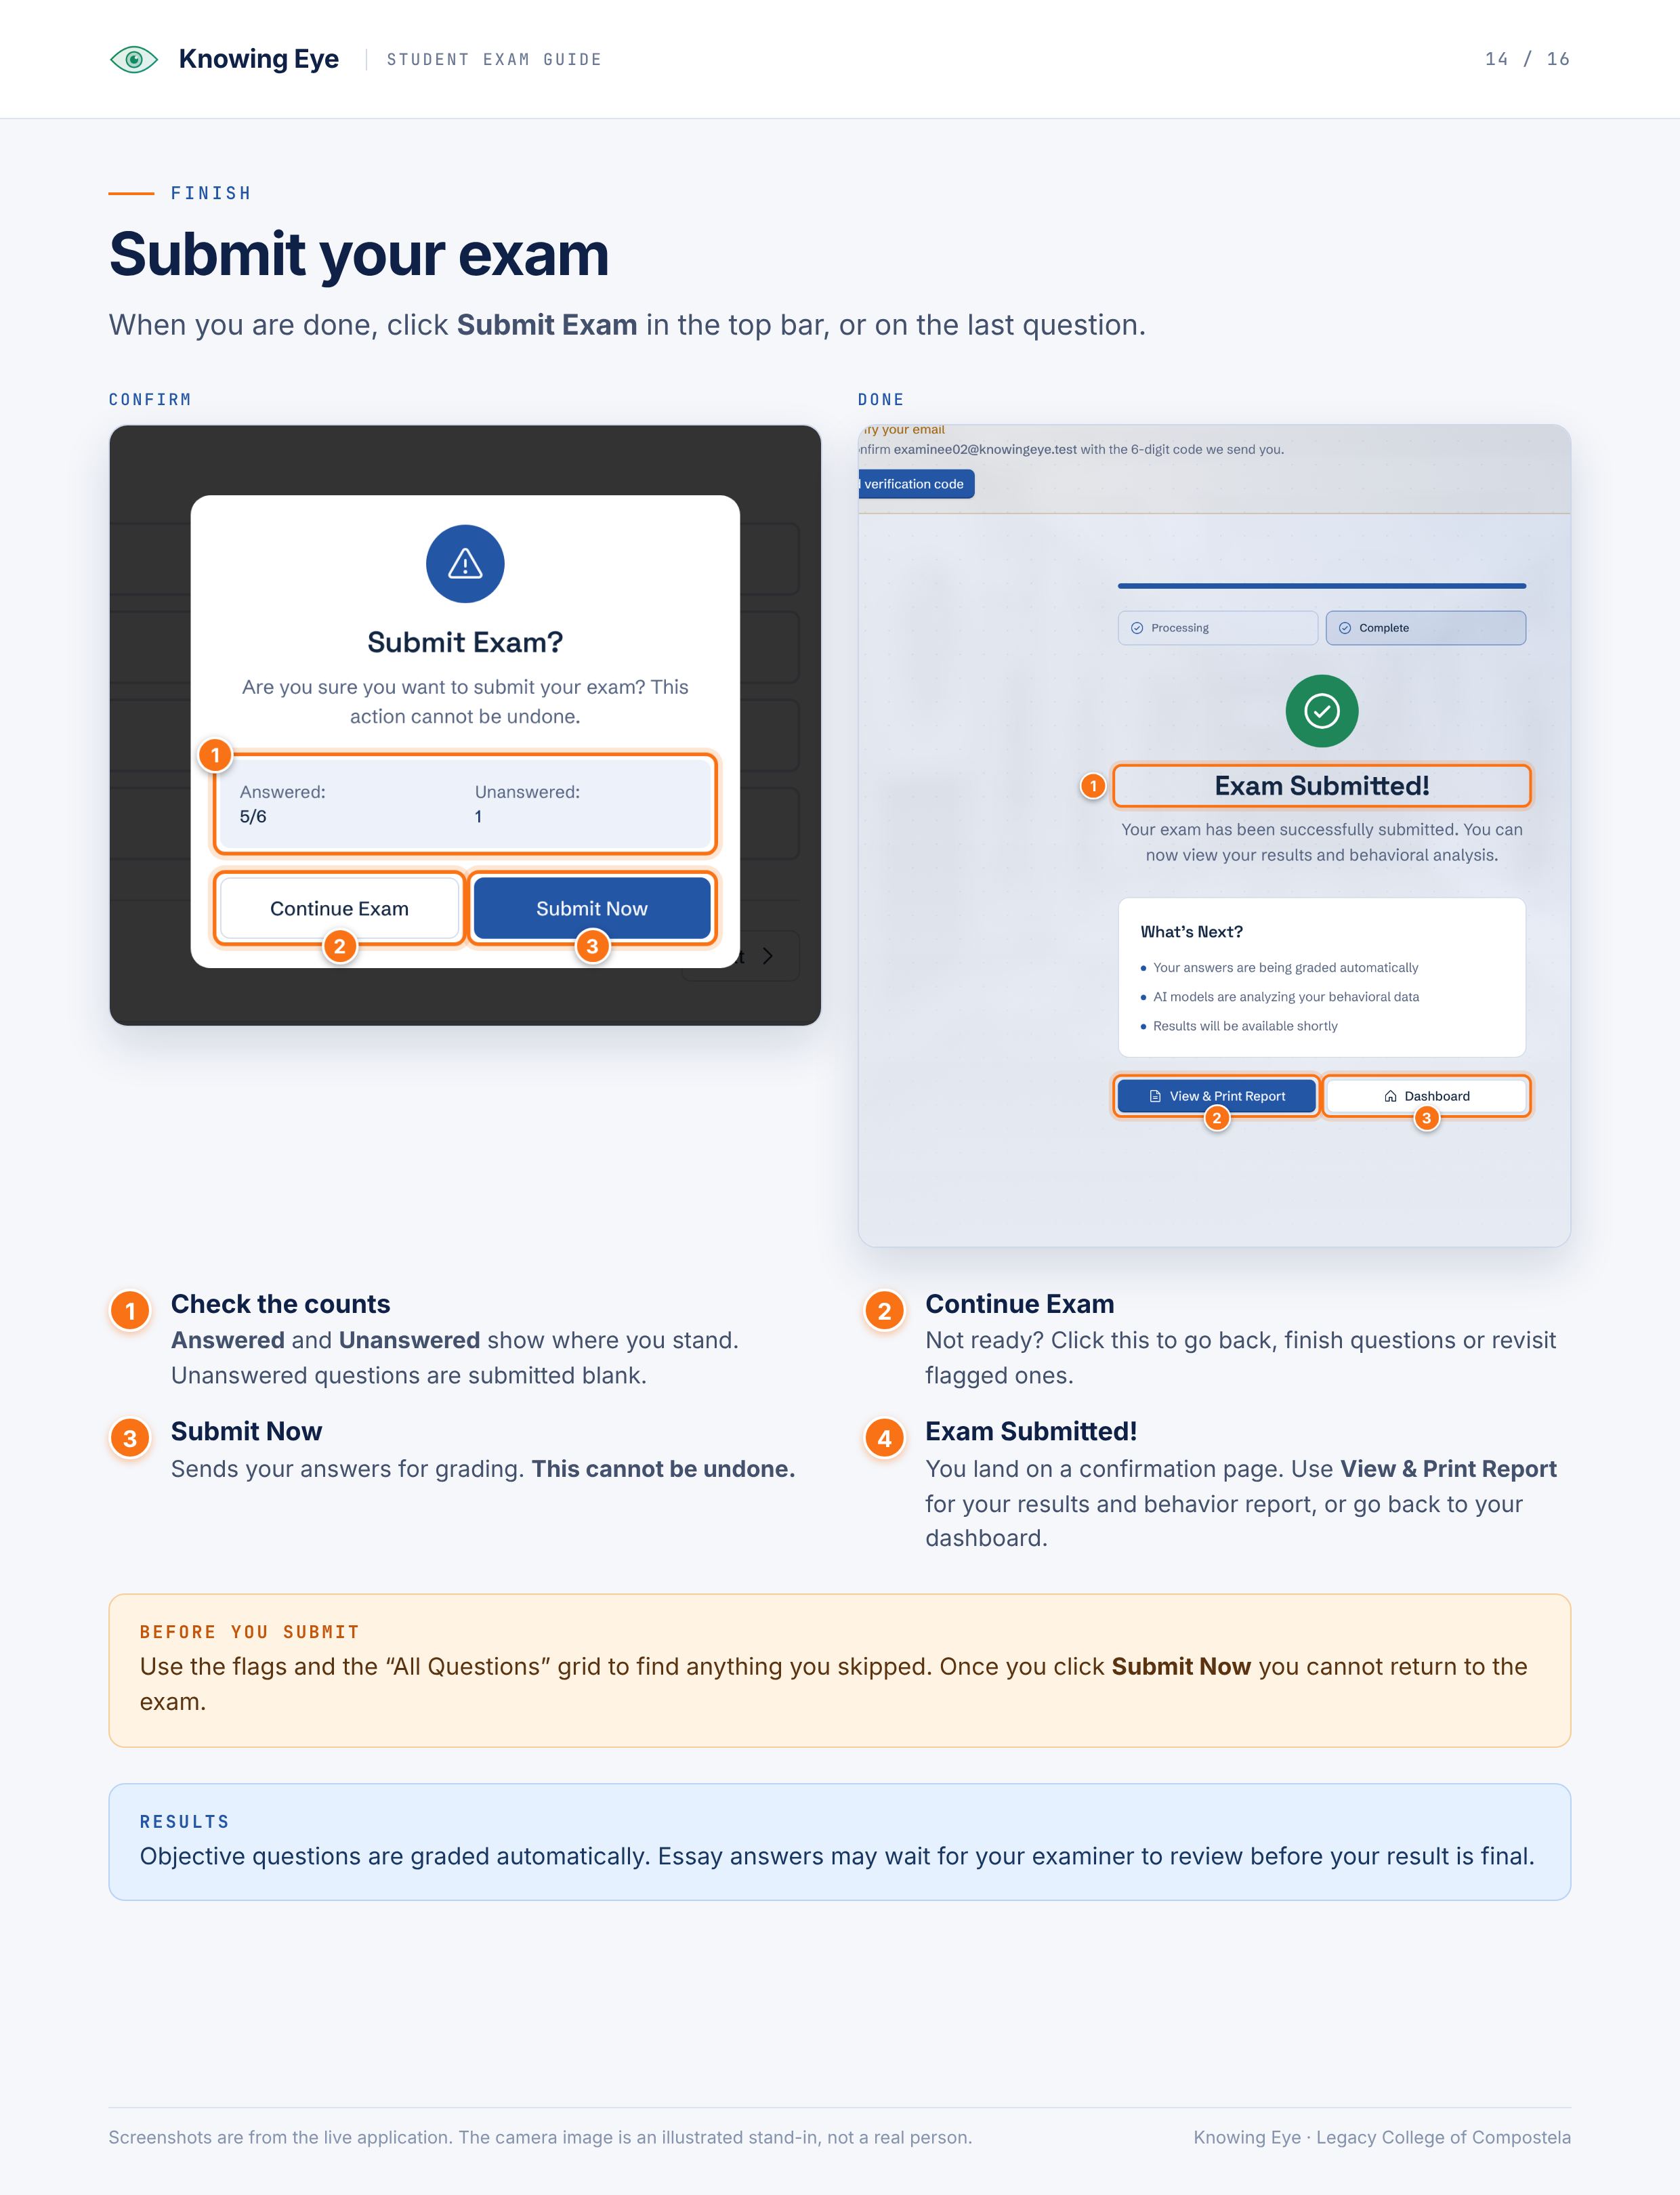 Knowing Eye
STUDENT EXAM GUIDE
14 / 16
FINISH
Submit your exam
When you are done, click Submit Exam in the top bar, or on the last question.
CONFIRM
Submit Exam?
Are you sure you want to submit your exam? This
action cannot be undone.
1
Answered:
5/6
Unanswered:
1
Continue Exam
2
Submit Now
3
DONE
ify your email
nfirm examinee02@knowingeye.test with the 6-digit code we send you.
verification code
Processing
Complete
1
Exam Submitted!
Your exam has been successfully submitted. You can
now view your results and behavioral analysis.
What's Next?
Your answers are being graded automatically
AI models are analyzing your behavioral data
Results will be available shortly
View & Print Report
2
Dashboard
3
1
Check the counts
Answered and Unanswered show where you stand.
Unanswered questions are submitted blank.
2
Continue Exam
Not ready? Click this to go back, finish questions or revisit
flagged ones.
3
Submit Now
Sends your answers for grading. This cannot be undone.
4
Exam Submitted!
You land on a confirmation page. Use View & Print Report
for your results and behavior report, or go back to your
dashboard.
BEFORE YOU SUBMIT
Use the flags and the “All Questions” grid to find anything you skipped. Once you click Submit Now you cannot return to the
exam.
RESULTS
Objective questions are graded automatically. Essay answers may wait for your examiner to review before your result is final.
Screenshots are from the live application. The camera image is an illustrated stand-in, not a real person.
Knowing Eye · Legacy College of Compostela